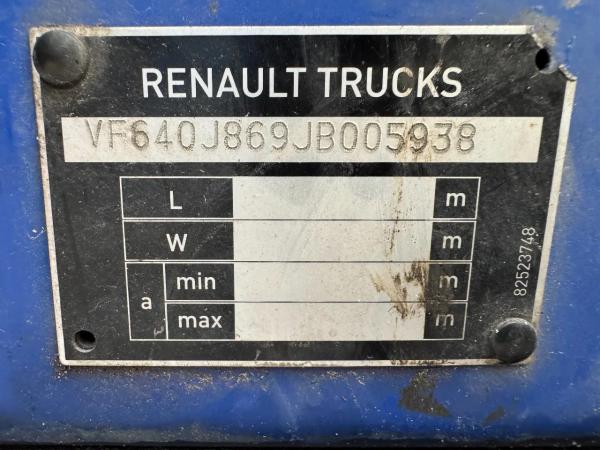 RENAULT TRUCKS
VF640J869JB005938
L m
W m
a min m
max m
82523748